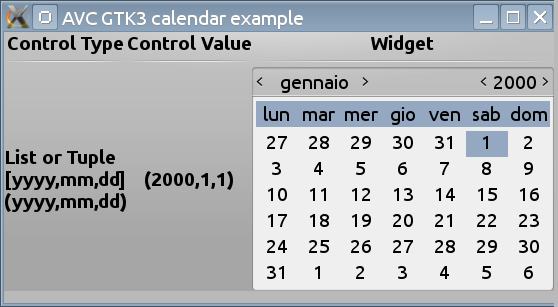 AVC GTK3 calendar example
Control Type Control Value Widget
< gennaio > < 2000 >
lun mar mer gio ven sab dom
27 28 29 30 31 1 2
3 4 5 6 7 8 9
10 11 12 13 14 15 16
17 18 19 20 21 22 23
24 25 26 27 28 29 30
31 1 2 3 4 5 6
List or Tuple
[yyyy,mm,dd] (2000,1,1)
(yyyy,mm,dd)